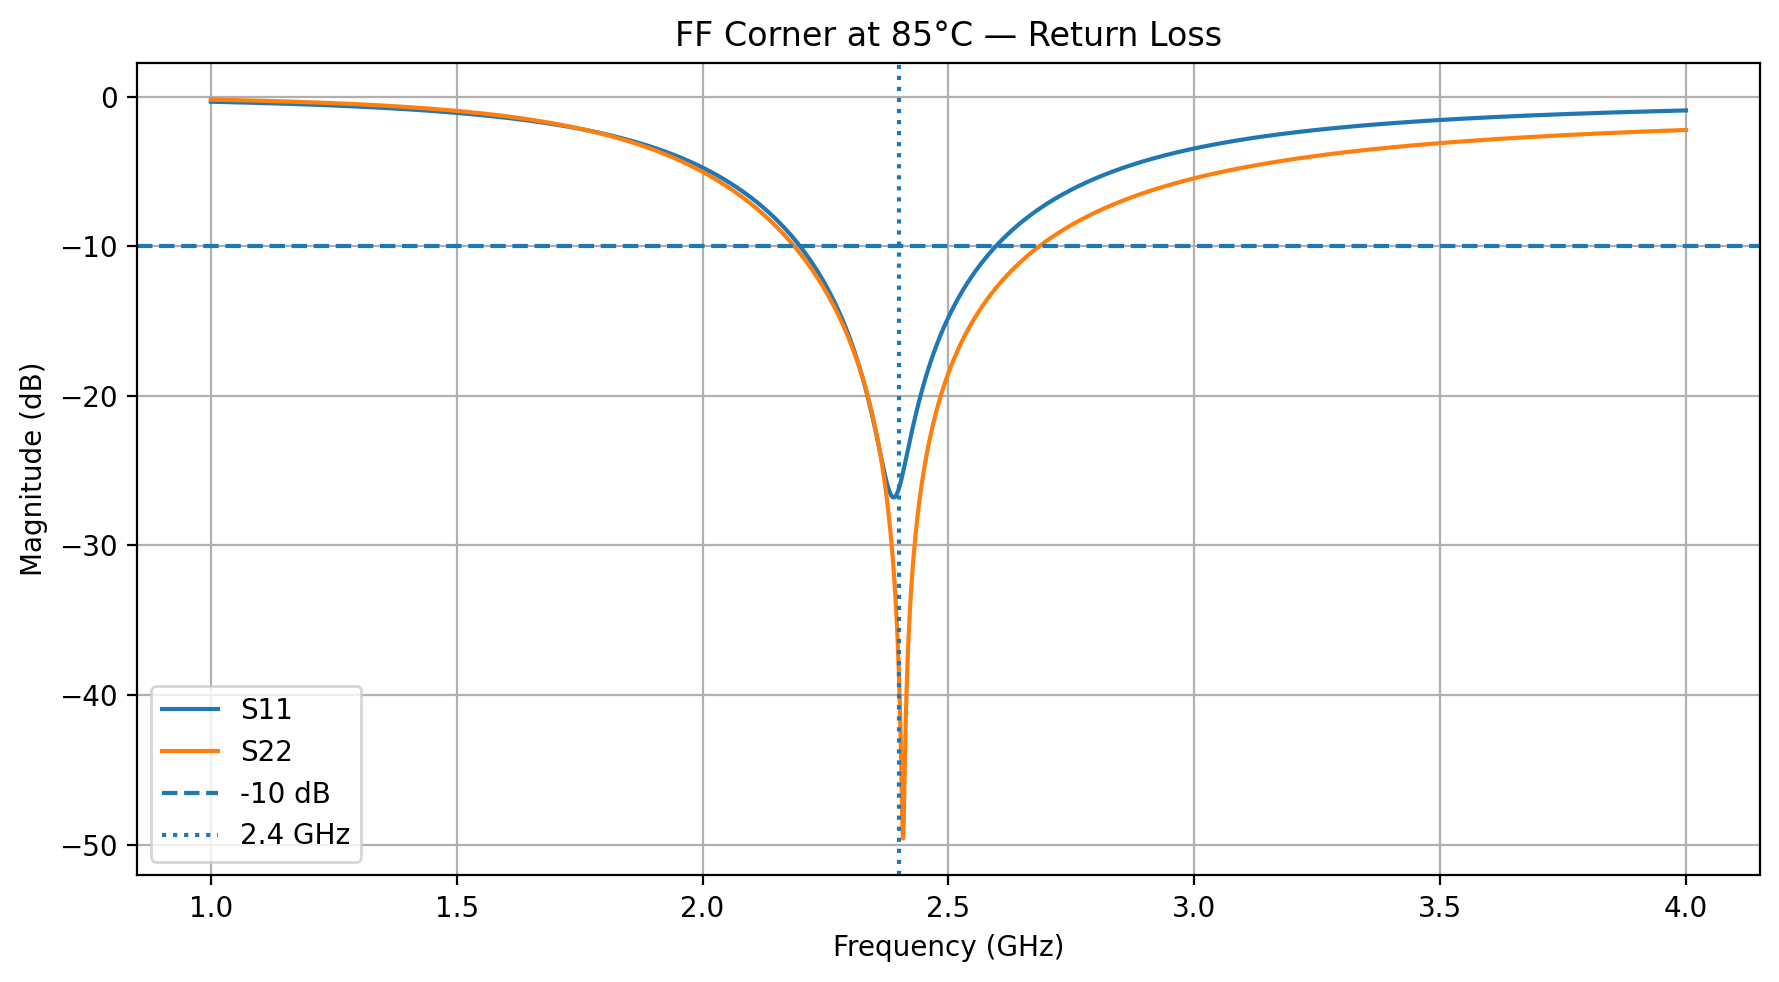 FF Corner at 85°C — Return Loss
Magnitude (dB)
0
−10
−20
−30
−40
−50
S11
S22
-10 dB
2.4 GHz
1.0 1.5 2.0 2.5 3.0 3.5 4.0
Frequency (GHz)